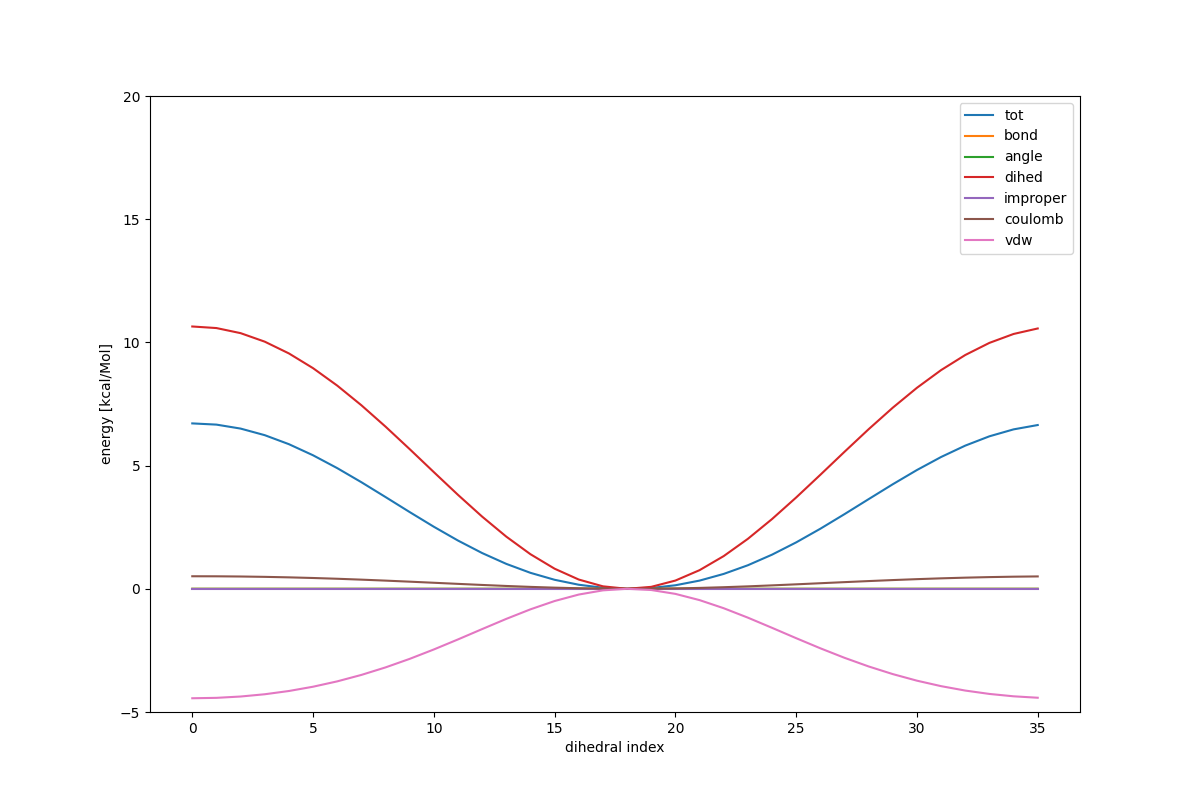 20
15
10
5
0
−5
energy [kcal/Mol]
tot
bond
angle
dihed
improper
coulomb
vdw
0 5 10 15 20 25 30 35
dihedral index